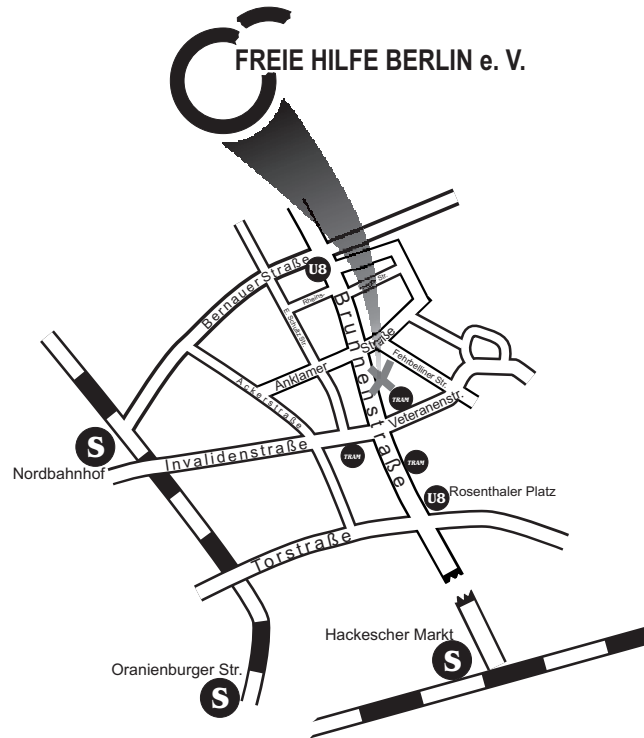 FREIE HILFE BERLIN e. V.
Bernauer Straße
U8
Rheins-
Str.
E. Schultz Str.
Brunnenstraße
Anklamer
Straße
Fehrbelliner Str.
Ackerstraße
TRAM
Veteranenstr.
S
Nordbahnhof
Invalidenstraße
TRAM
TRAM
U8
Rosenthaler Platz
Torstraße
Hackescher Markt
S
Oranienburger Str.
S